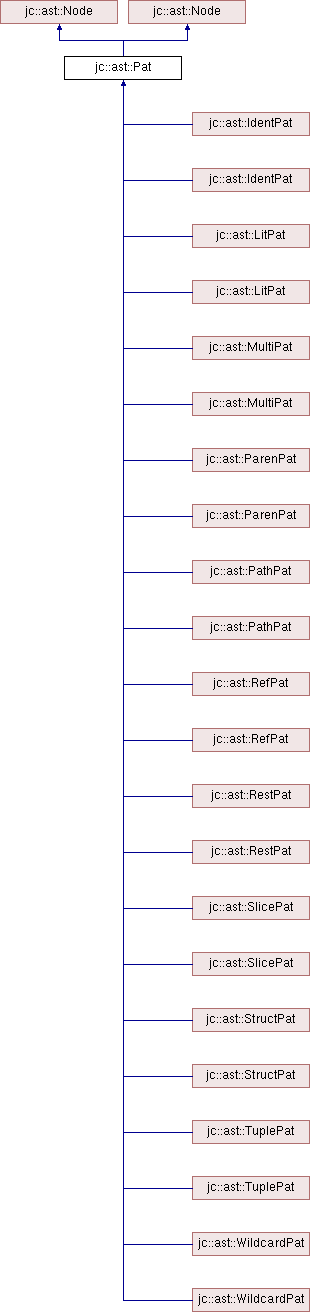 jc::ast::Node jc::ast::Node
jc::ast::Pat
jc::ast::IdentPat
jc::ast::IdentPat
jc::ast::LitPat
jc::ast::LitPat
jc::ast::MultiPat
jc::ast::MultiPat
jc::ast::ParenPat
jc::ast::ParenPat
jc::ast::PathPat
jc::ast::PathPat
jc::ast::RefPat
jc::ast::RefPat
jc::ast::RestPat
jc::ast::RestPat
jc::ast::SlicePat
jc::ast::SlicePat
jc::ast::StructPat
jc::ast::StructPat
jc::ast::TuplePat
jc::ast::TuplePat
jc::ast::WildcardPat
jc::ast::WildcardPat